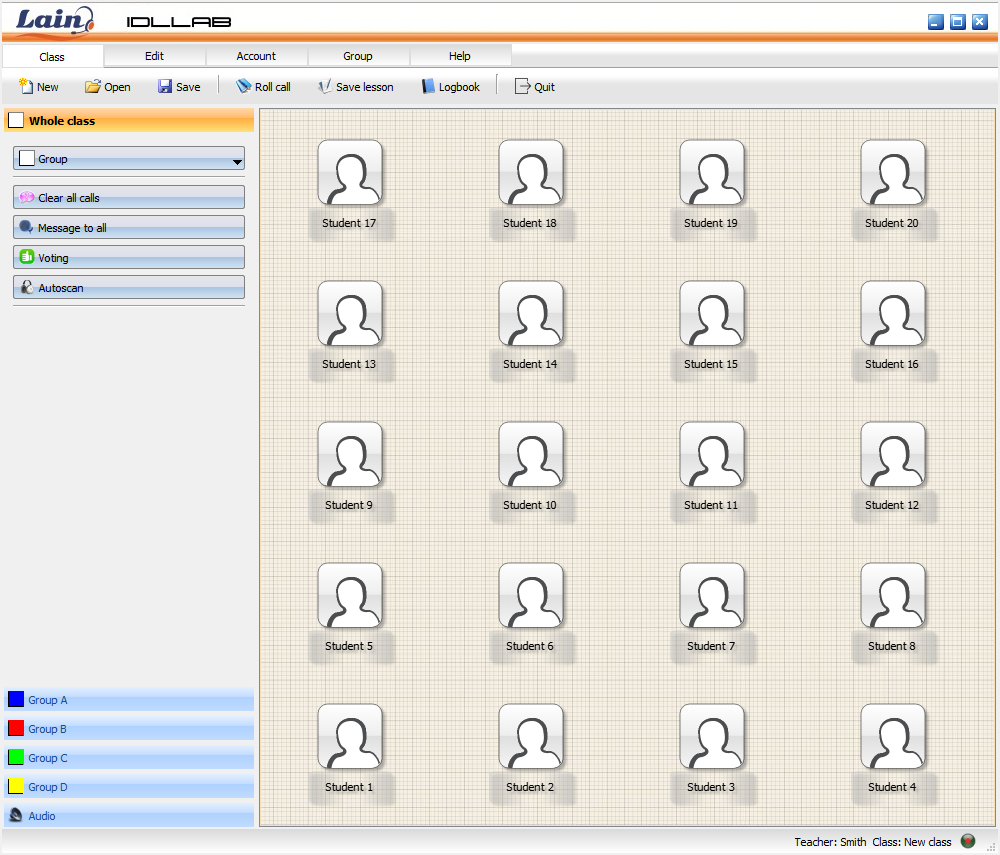 Lain IDLLAB
Class Edit Account Group Help
New Open Save Roll call Save lesson Logbook Quit
Whole class
Group
Clear all calls
Message to all
Voting
Autoscan
Student 17 Student 18 Student 19 Student 20
Student 13 Student 14 Student 15 Student 16
Student 9 Student 10 Student 11 Student 12
Student 5 Student 6 Student 7 Student 8
Student 1 Student 2 Student 3 Student 4
Group A
Group B
Group C
Group D
Audio
Teacher: Smith Class: New class